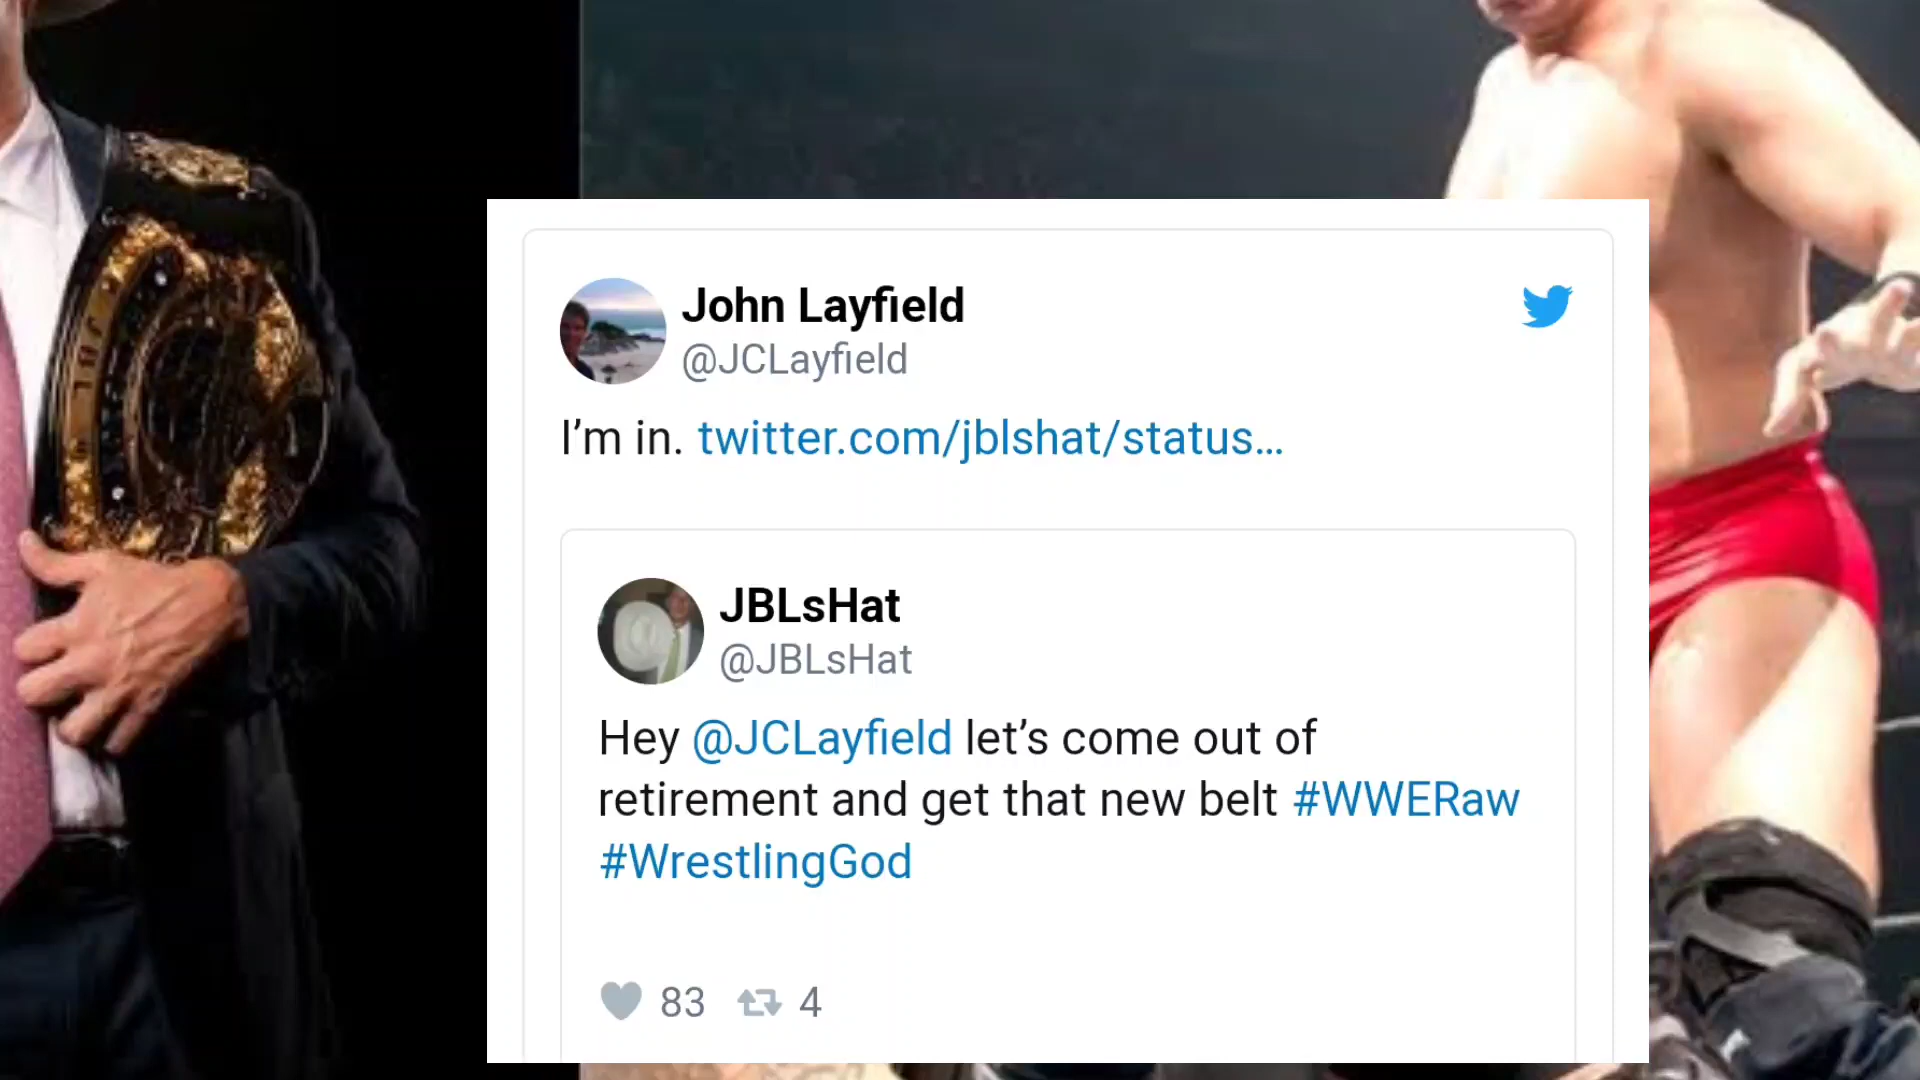 John Layfield
@JCLayfield
I’m in. twitter.com/jblshat/status…
JBLsHat
@JBLsHat
Hey @JCLayfield let’s come out of
retirement and get that new belt #WWERaw
#WrestlingGod
83 4